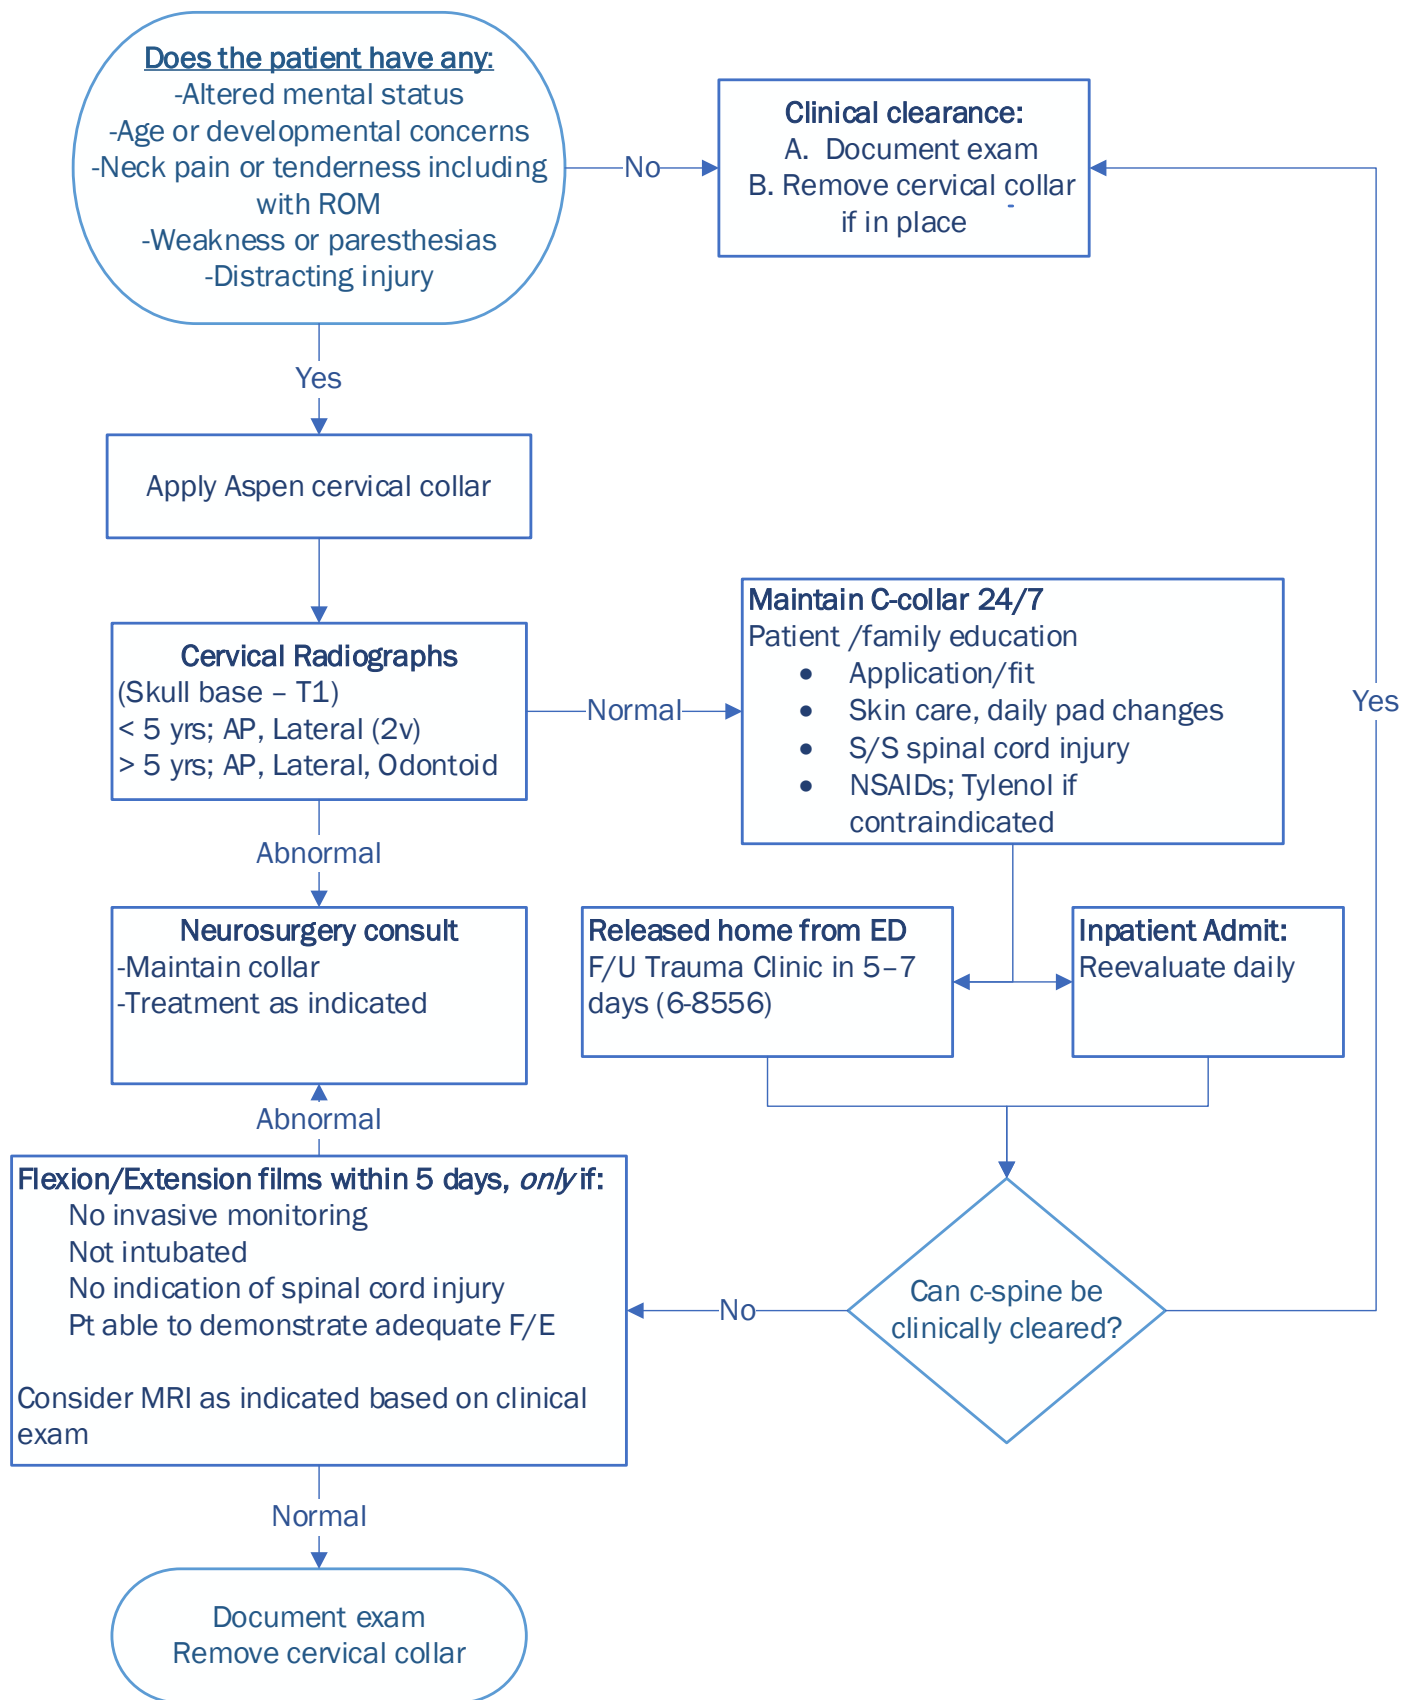 Does the patient have any:
-Altered mental status
-Age or developmental concerns
-Neck pain or tenderness including
with ROM
-Weakness or paresthesias
-Distracting injury
No
Clinical clearance:
A. Document exam
B. Remove cervical collar
if in place
Yes
Apply Aspen cervical collar
Cervical Radiographs
(Skull base – T1)
< 5 yrs; AP, Lateral (2v)
> 5 yrs; AP, Lateral, Odontoid
Normal
Maintain C-collar 24/7
Patient /family education
• Application/fit
• Skin care, daily pad changes
• S/S spinal cord injury
• NSAIDs; Tylenol if
contraindicated
Yes
Abnormal
Neurosurgery consult
-Maintain collar
-Treatment as indicated
Released home from ED
F/U Trauma Clinic in 5–7
days (6-8556)
Inpatient Admit:
Reevaluate daily
Abnormal
Flexion/Extension films within 5 days, only if:
No invasive monitoring
Not intubated
No indication of spinal cord injury
Pt able to demonstrate adequate F/E
Consider MRI as indicated based on clinical
exam
No
Can c-spine be
clinically cleared?
Normal
Document exam
Remove cervical collar